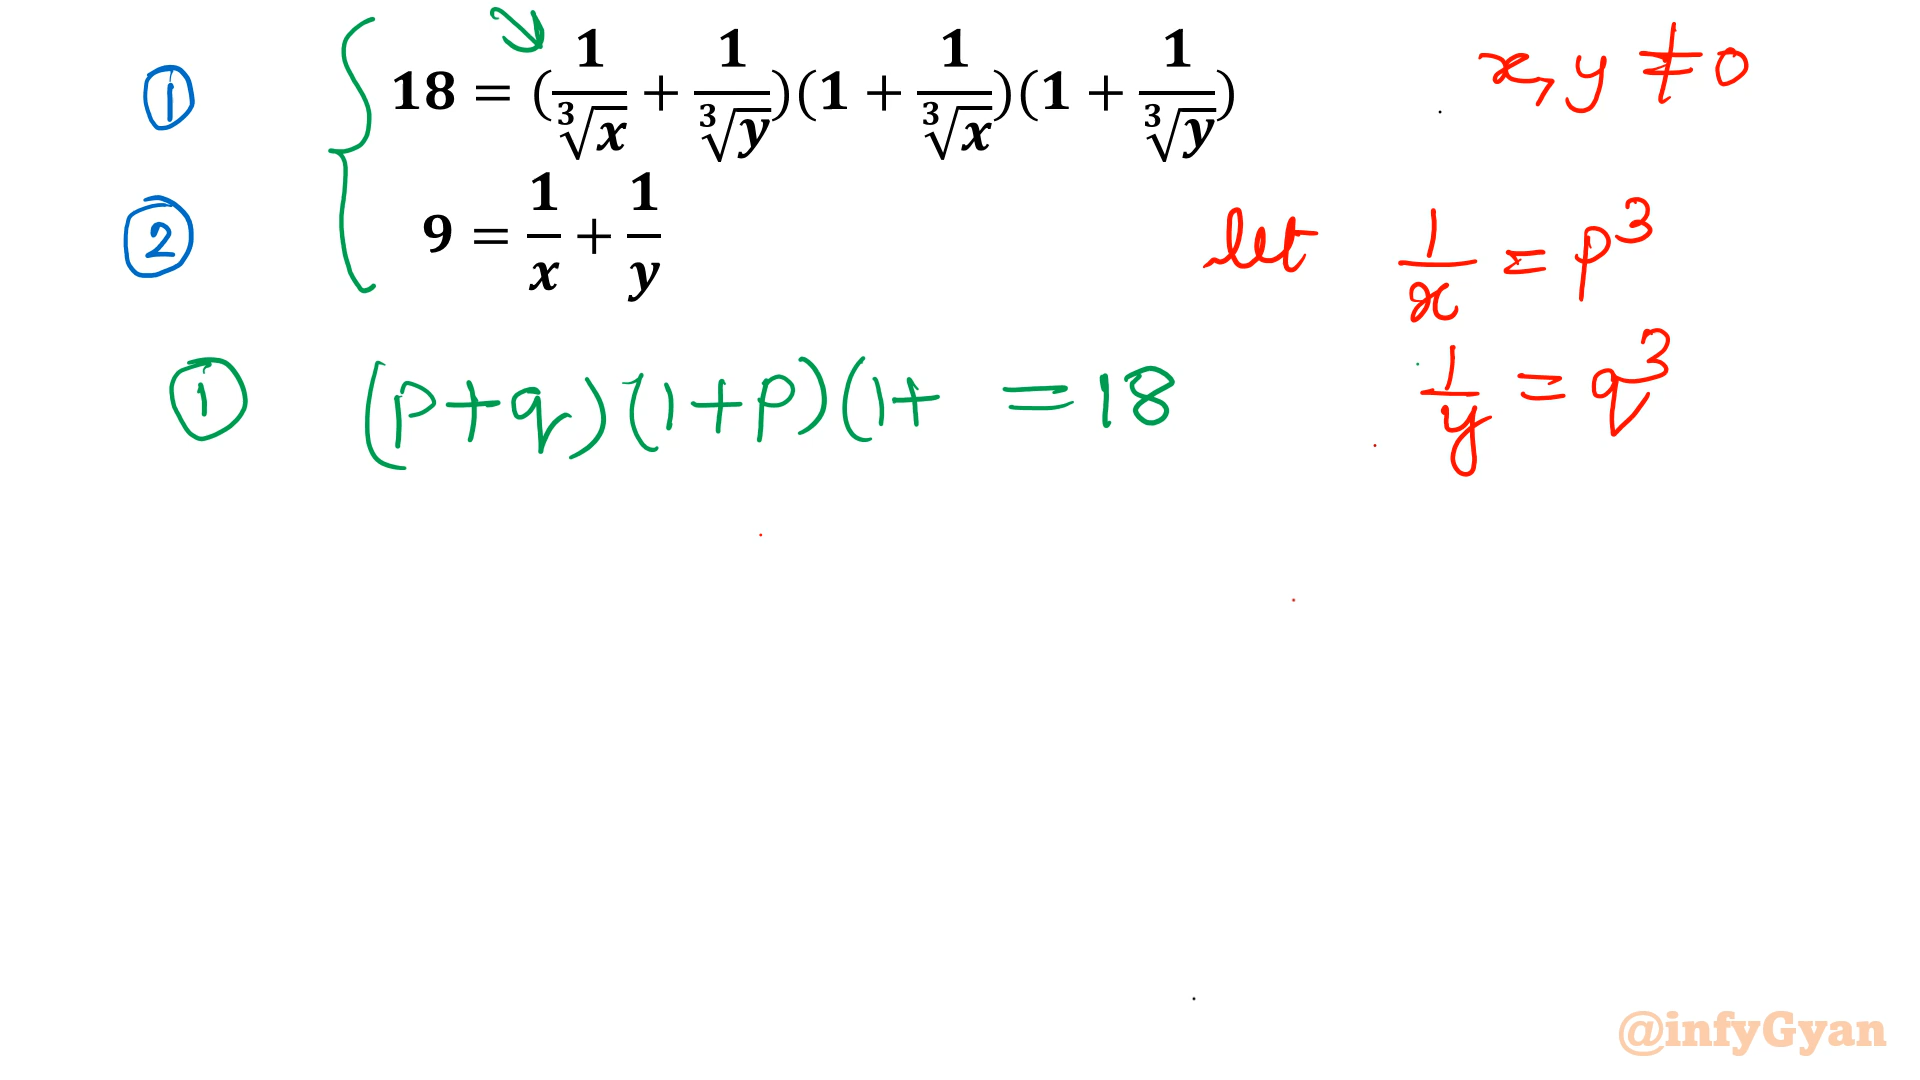 ① 18 = (1/∛x + 1/∛y)(1 + 1/∛x)(1 + 1/∛y)
x, y ≠ 0
② 9 = 1/x + 1/y
let 1/x = p³
1/y = q³
① (p+q)(1+p)(1+ = 18
@infyGyan